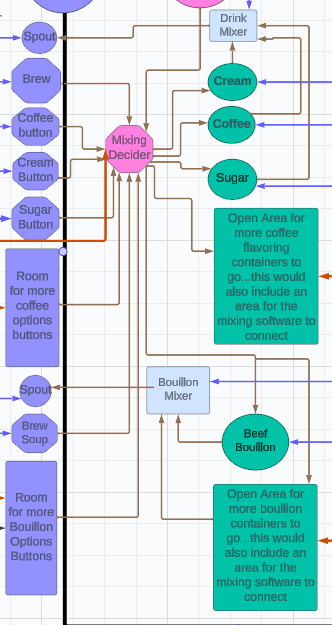 Drink
Mixer
Spout
Brew
Cream
Coffee
button
Coffee
Mixing
Decider
Cream
Button
Sugar
Sugar
Button
Open Area for
more coffee
flavoring
containers to
go...this would
also include an
area for the
mixing software to
connect
Room
for more
coffee
options
buttons
Spout
Bouillon
Mixer
Brew
Soup
Beef
Bouillon
Room
for more
Bouillon
Options
Buttons
Open Area for
more boullion
containers to
go...this would
also include an
area for the
mixing software to
connect